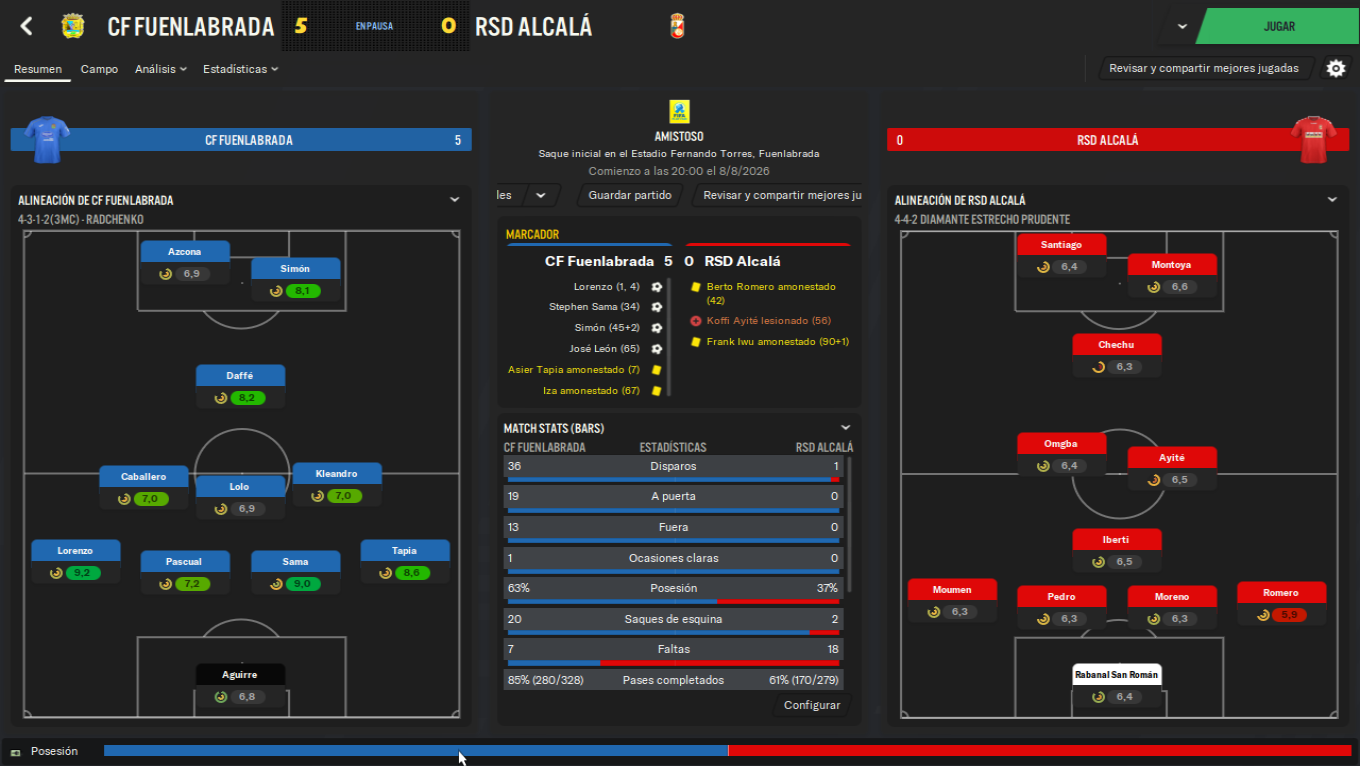 CF FUENLABRADA 5 EN PAUSA 0 RSD ALCALÁ
JUGAR
Resumen Campo Análisis Estadísticas
Revisar y compartir mejores jugadas
CF FUENLABRADA 5
ALINEACIÓN DE CF FUENLABRADA
4-3-1-2(3MC) - RADCHENKO
Azcona
6,9
Simón
8,1
Daffé
8,2
Caballero
7,0
Lolo
6,9
Kleandro
7,0
Lorenzo
9,2
Pascual
7,2
Sama
9,0
Tapia
8,6
Aguirre
6,8
AMISTOSO
Saque inicial en el Estadio Fernando Torres, Fuenlabrada
Comienzo a las 20:00 el 8/8/2026
les Guardar partido Revisar y compartir mejores ju
MARCADOR
CF Fuenlabrada 5 0 RSD Alcalá
Lorenzo (1, 4)
Stephen Sama (34)
Simón (45+2)
José León (65)
Asier Tapia amonestado (7)
Iza amonestado (67)
Berto Romero amonestado
(42)
Koffi Ayité lesionado (56)
Frank Iwu amonestado (90+1)
MATCH STATS (BARS)
CF FUENLABRADA ESTADÍSTICAS RSD ALCALÁ
36 Disparos 1
19 A puerta 0
13 Fuera 0
1 Ocasiones claras 0
63% Posesión 37%
20 Saques de esquina 2
7 Faltas 18
85% (280/328) Pases completados 61% (170/279)
Configurar
0 RSD ALCALÁ
ALINEACIÓN DE RSD ALCALÁ
4-4-2 DIAMANTE ESTRECHO PRUDENTE
Santiago
6,4
Montoya
6,6
Chechu
6,3
Omgba
6,4
Ayité
6,5
Iberti
6,5
Moumen
6,3
Pedro
6,3
Moreno
6,3
Romero
5,9
Rabanal San Román
6,4
Posesión